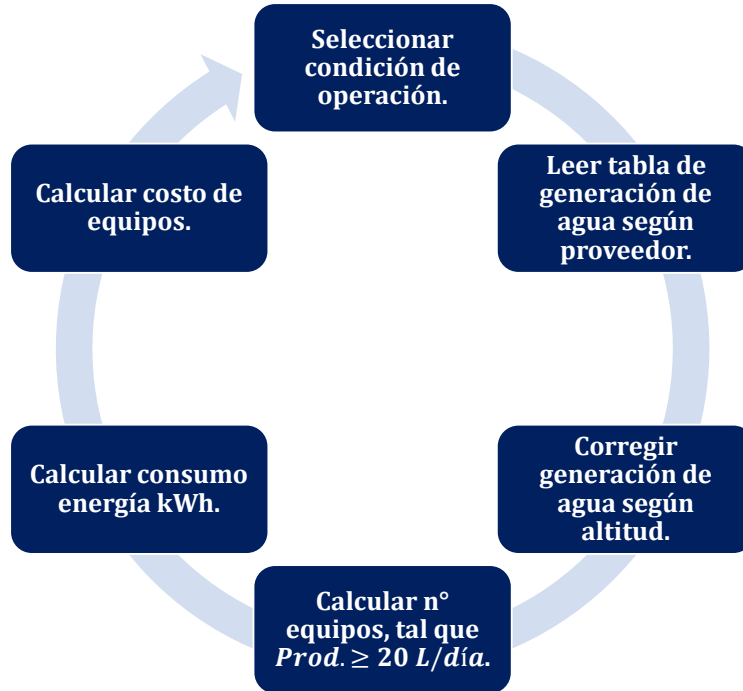 Seleccionar
condición de
operación.
Leer tabla de
generación de
agua según
proveedor.
Corregir
generación de
agua según
altitud.
Calcular n°
equipos, tal que
Prod. ≥ 20 L/día.
Calcular consumo
energía kWh.
Calcular costo de
equipos.